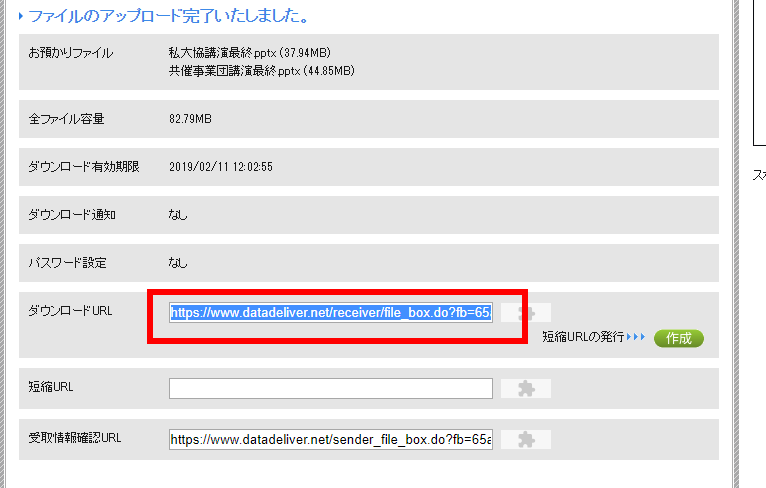 ファイルのアップロード完了いたしました。
お預かりファイル
私大協講演最終.pptx (37.94MB)
共催事業団講演最終.pptx (44.85MB)
全ファイル容量 82.79MB
ダウンロード有効期限 2019/02/11 12:02:55
ダウンロード通知 なし
パスワード設定 なし
ダウンロードURL https://www.datadeliver.net/receiver/file_box.do?fb=65
短縮URLの発行 作成
短縮URL
受取情報確認URL https://www.datadeliver.net/sender_file_box.do?fb=65a